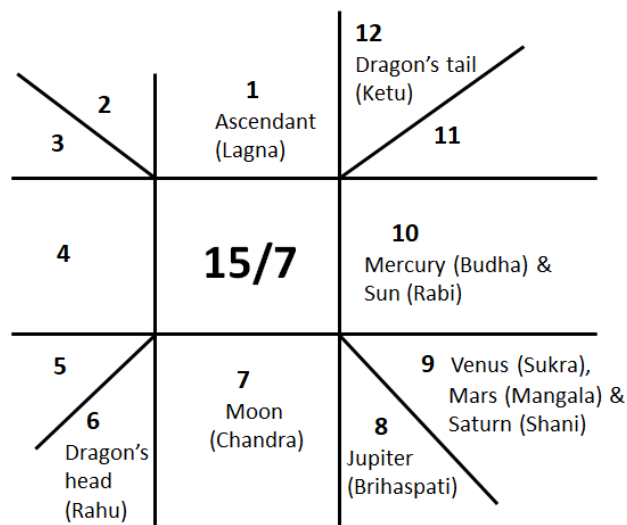 12
Dragon's tail
(Ketu)
1
Ascendant
(Lagna)
2
3
11
4
15/7
10
Mercury (Budha) &
Sun (Rabi)
5
6
Dragon's
head
(Rahu)
7
Moon
(Chandra)
8
Jupiter
(Brihaspati)
9 Venus (Sukra),
Mars (Mangala) &
Saturn (Shani)